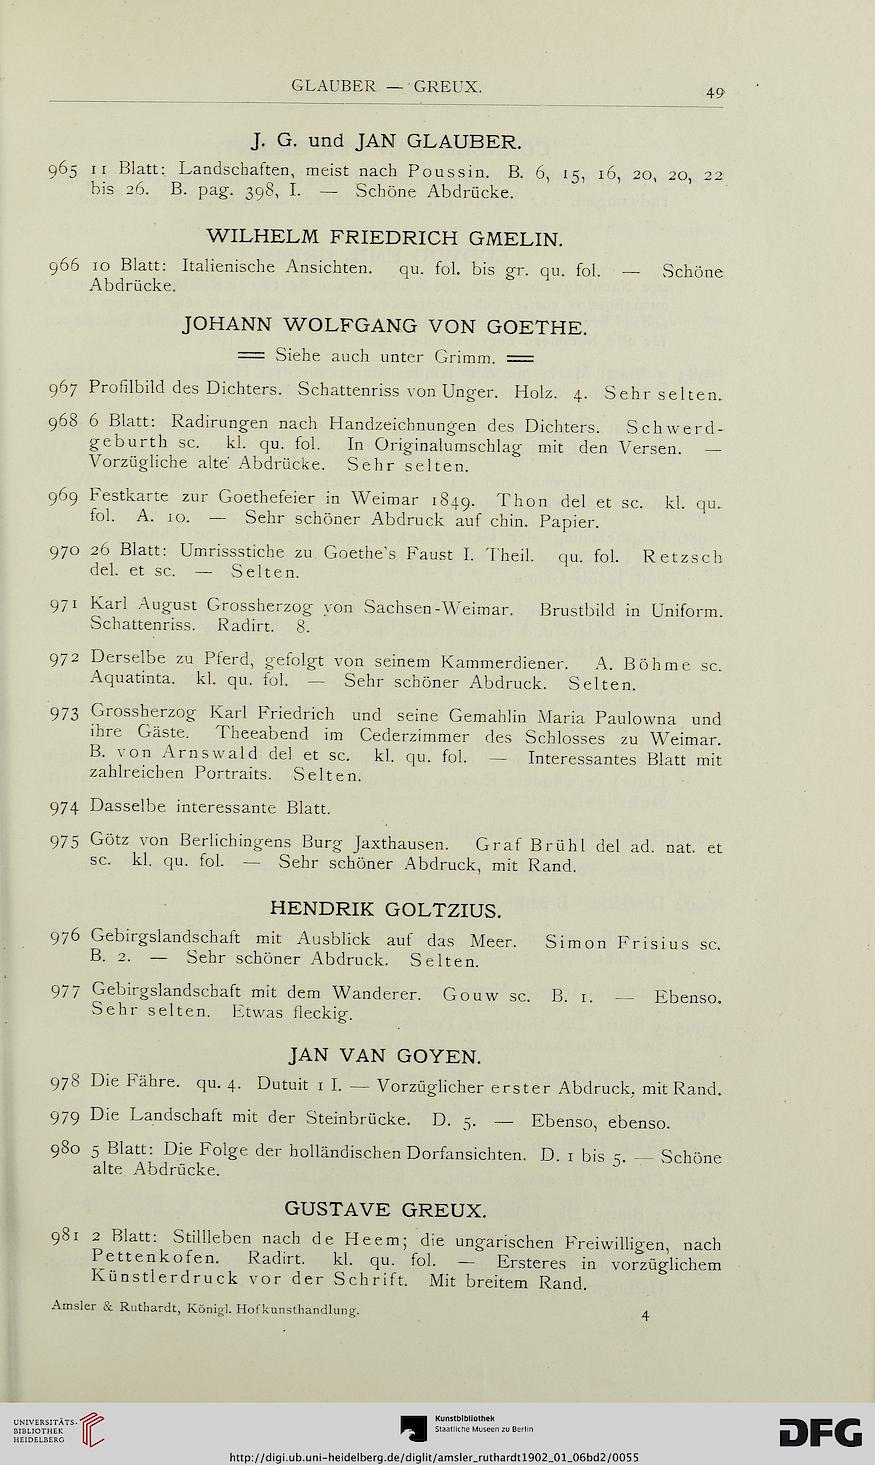 GLAUBER — GREUX.
49
J. G. und JAN GLAUBER.
965 11 Blatt: Landschaften, meist nach Poussin. B. 6, 15, 16, 20, 20, 22
bis 26. B. pag. 398, I. — Schöne Abdrücke.
WILHELM FRIEDRICH GMELIN.
966 10 Blatt: Italienische Ansichten. qu. fol. bis gr. qu. fol. — Schöne
Abdrücke.
JOHANN WOLFGANG VON GOETHE.
== Siehe auch unter Grimm. ==
967 Profilbild des Dichters. Schattenriss von Unger. Holz. 4. Sehr selten.
968 6 Blatt: Radirungen nach Handzeichnungen des Dichters. Schwerd-
geburth sc. kl. qu. fol. In Originalumschlag mit den Versen. —
Vorzügliche alte Abdrücke. Sehr selten.
969 Festkarte zur Goethefeier in Weimar 1849. Thon del et sc. kl. qu.
fol. A. 10. — Sehr schöner Abdruck auf chin. Papier.
970 26 Blatt: Umrissstiche zu Goethe's Faust I. Theil. qu. fol. Retzsch
del. et sc. — Selten.
971 Karl August Grossherzog von Sachsen-Weimar. Brustbild in Uniform.
Schattenriss. Radirt. 8.
972 Derselbe zu Pferd, gefolgt von seinem Kammerdiener. A. Böhme sc.
Aquatinta. kl. qu. fol. — Sehr schöner Abdruck. Selten.
973 Grossherzog Karl Friedrich und seine Gemahlin Maria Paulowna und
ihre Gäste. Theeabend im Cederzimmer des Schlosses zu Weimar.
B. von Arnswald del et sc. kl. qu. fol. — Interessantes Blatt mit
zahlreichen Portraits. Selten.
974 Dasselbe interessante Blatt.
975 Götz von Berlichingens Burg Jaxthausen. Graf Brühl del ad. nat. et
sc. kl. qu. fol. — Sehr schöner Abdruck, mit Rand.
HENDRIK GOLTZIUS.
976 Gebirgslandschaft mit Ausblick auf das Meer. Simon Frisius sc.
B. 2. — Sehr schöner Abdruck. Selten.
977 Gebirgslandschaft mit dem Wanderer. Gouw sc. B. 1. — Ebenso.
Sehr selten. Etwas fleckig.
JAN VAN GOYEN.
978 Die Fähre. qu. 4. Dutuit 1 I. — Vorzüglicher erster Abdruck, mit Rand.
979 Die Landschaft mit der Steinbrücke. D. 5. — Ebenso, ebenso.
980 5 Blatt: Die Folge der holländischen Dorfansichten. D. 1 bis 5. — Schöne
alte Abdrücke.
GUSTAVE GREUX.
981 2 Blatt: Stillleben nach de Heem; die ungarischen Freiwilligen, nach
Pettenkofen. Radirt. kl. qu. fol. — Ersteres in vorzüglichem
Künstlerdruck vor der Schrift. Mit breitem Rand.
Amsler & Ruthardt, Königl. Hofkunsthandlung.
4
UNIVERSITÄTS-
BIBLIOTHEK
HEIDELBERG
Kunstbibliothek
Staatliche Museen zu Berlin
DFG
http://digi.ub.uni-heidelberg.de/diglit/amsler_ruthardt1902_01_06bd2/0055